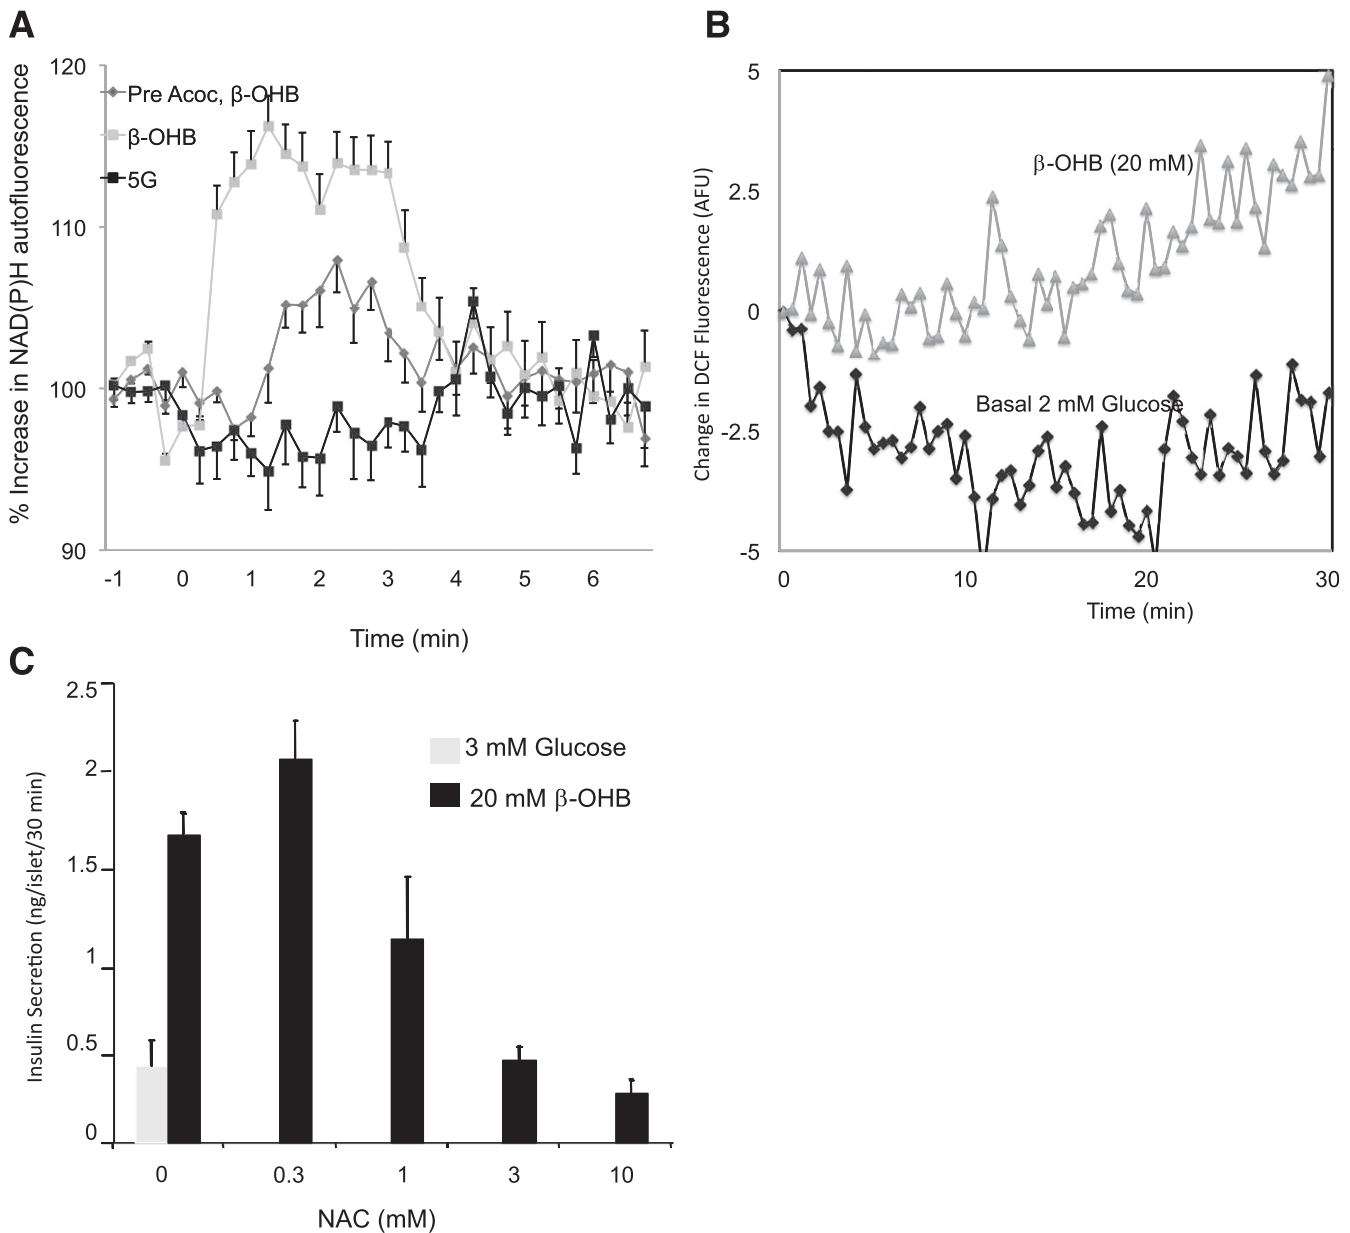 A
% Increase in NAD(P)H autofluorescence
120
110
100
90
Pre Acoc, β-OHB
β-OHB
5G
-1 0 1 2 3 4 5 6
Time (min)
B
Change in DCF Fluorescence (AFU)
5
2.5
0
-2.5
-5
β-OHB (20 mM)
Basal 2 mM Glucose
0 10 20 30
Time (min)
C
Insulin Secretion (ng/islet/30 min)
2.5
2
1.5
1
0.5
0
3 mM Glucose
20 mM β-OHB
0 0.3 1 3 10
NAC (mM)